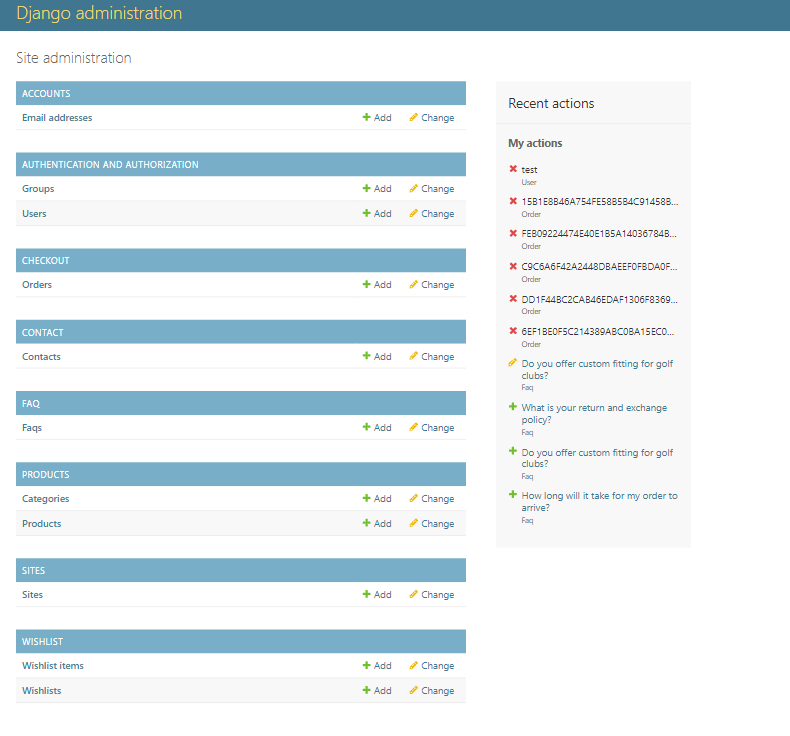 Django administration
Site administration
ACCOUNTS
Email addresses Add Change
AUTHENTICATION AND AUTHORIZATION
Groups Add Change
Users Add Change
CHECKOUT
Orders Add Change
CONTACT
Contacts Add Change
FAQ
Faqs Add Change
PRODUCTS
Categories Add Change
Products Add Change
SITES
Sites Add Change
WISHLIST
Wishlist items Add Change
Wishlists Add Change
Recent actions
My actions
test
User
15B1E8B46A754FE58B5B4C91458B...
Order
FEB09224474E40E1B5A14036784B...
Order
C9C6A6F42A2448DBAEEF0FBDA0F...
Order
DD1F44BC2CAB46EDAF1306F8369...
Order
6EF1BE0F5C214389ABC0BA15EC0...
Order
Do you offer custom fitting for golf
clubs?
Faq
What is your return and exchange
policy?
Faq
Do you offer custom fitting for golf
clubs?
Faq
How long will it take for my order to
arrive?
Faq